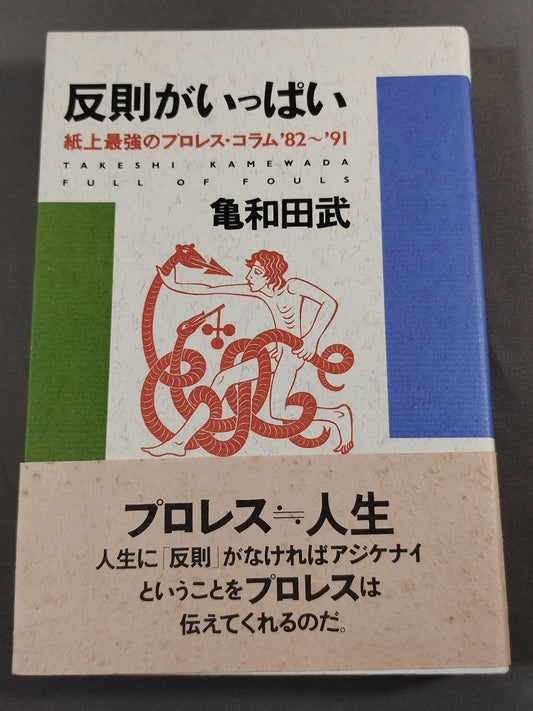 反則がいっぱい
紙上最強のプロレス・コラム'82〜'91
TAKESHI KAMEWADA
FULL OF FOULS
亀和田武
プロレス≒人生
人生に「反則」がなければアジケナイ
ということをプロレスは
伝えてくれるのだ。